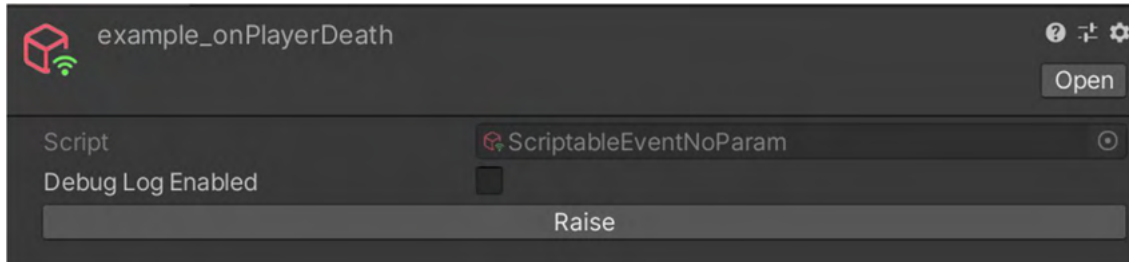 example_onPlayerDeath
Open
Script ScriptableEventNoParam
Debug Log Enabled
Raise